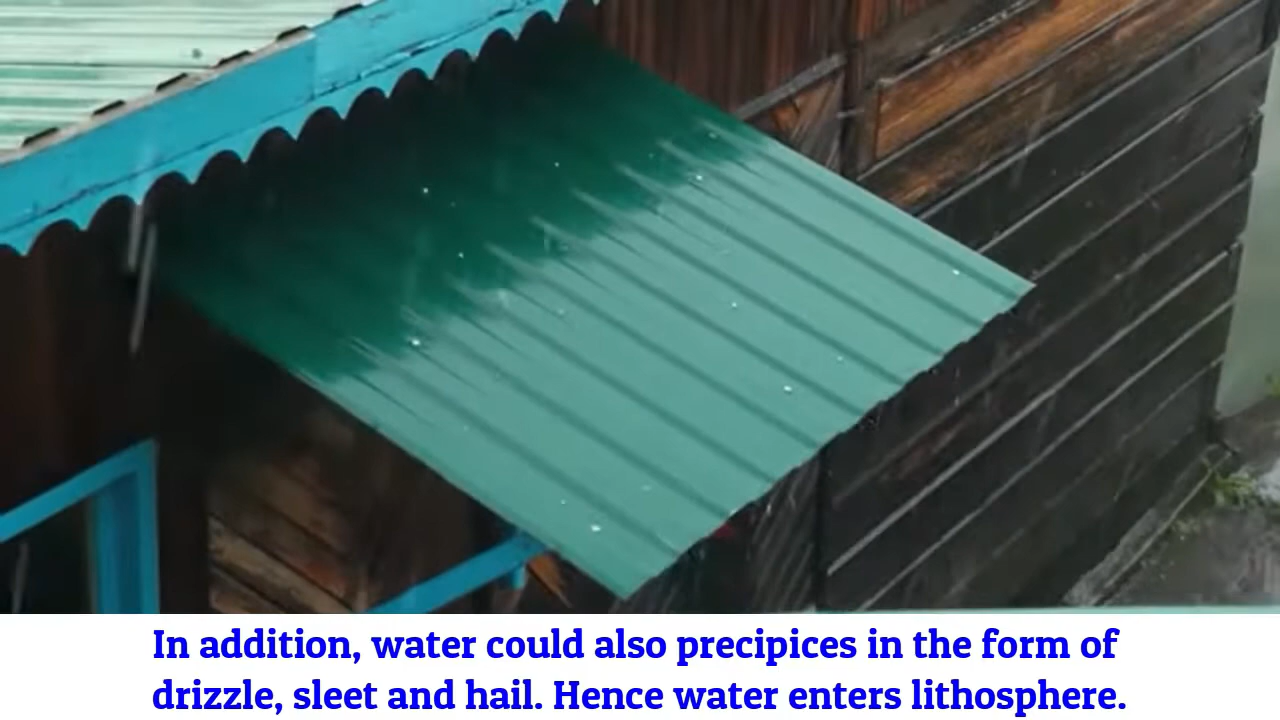 In addition, water could also precipices in the form of
drizzle, sleet and hail. Hence water enters lithosphere.